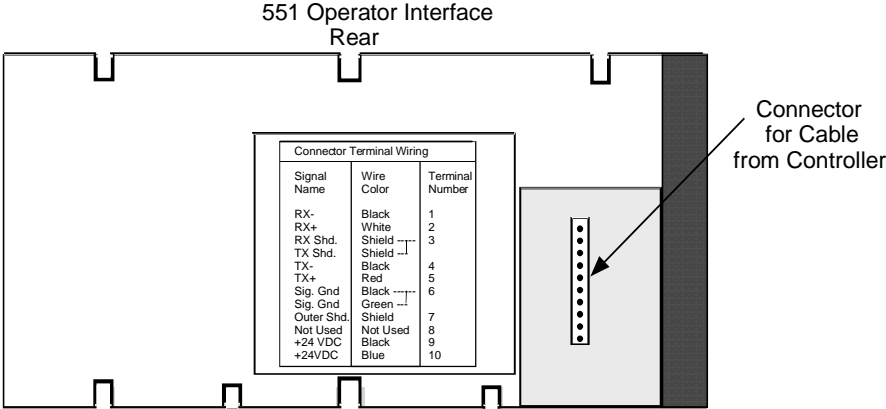 551 Operator Interface
Rear
Connector
for Cable
from Controller
Connector Terminal Wiring
Signal Name Wire Color Terminal Number
RX- Black 1
RX+ White 2
RX Shd. Shield 3
TX Shd. Shield
TX- Black 4
TX+ Red 5
Sig. Gnd Black 6
Sig. Gnd Green
Outer Shd. Shield 7
Not Used Not Used 8
+24 VDC Black 9
+24VDC Blue 10